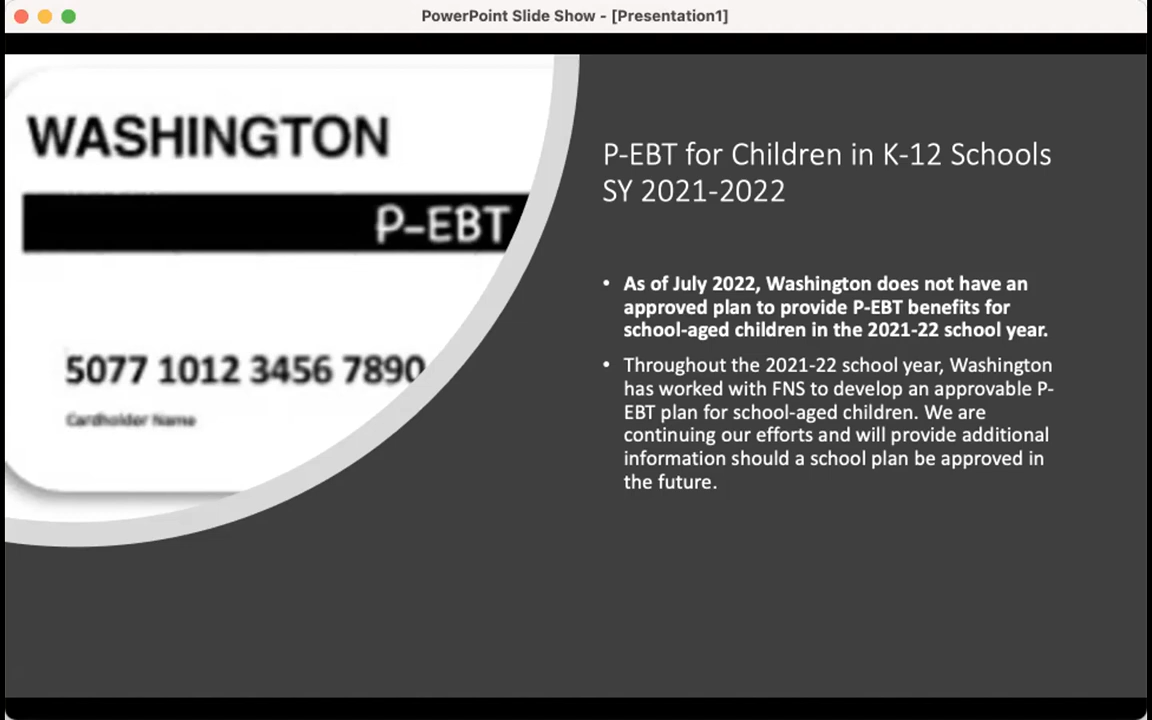 PowerPoint Slide Show - [Presentation1]
WASHINGTON
P-EBT
5077 1012 3456 7890
Cardholder Name
P-EBT for Children in K-12 Schools
SY 2021-2022
• As of July 2022, Washington does not have an
approved plan to provide P-EBT benefits for
school-aged children in the 2021-22 school year.
• Throughout the 2021-22 school year, Washington
has worked with FNS to develop an approvable P-
EBT plan for school-aged children. We are
continuing our efforts and will provide additional
information should a school plan be approved in
the future.